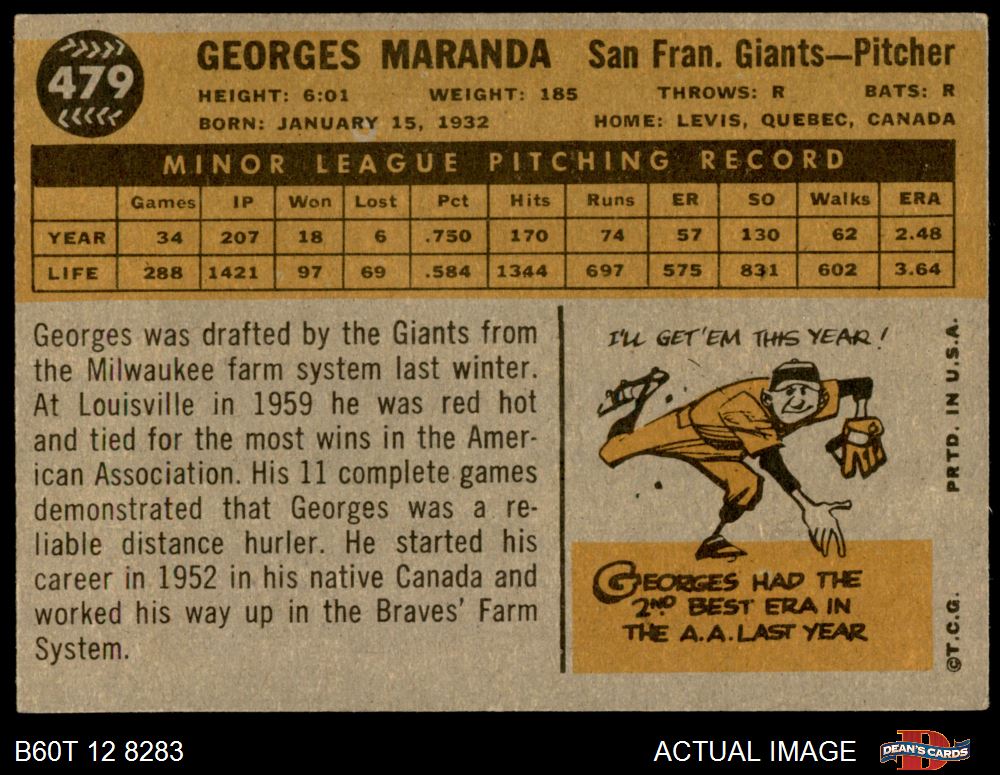 479
GEORGES MARANDA San Fran. Giants—Pitcher
HEIGHT: 6:01 WEIGHT: 185 THROWS: R BATS: R
BORN: JANUARY 15, 1932 HOME: LEVIS, QUEBEC, CANADA
MINOR LEAGUE PITCHING RECORD
Games IP Won Lost Pct Hits Runs ER SO Walks ERA
YEAR 34 207 18 6 .750 170 74 57 130 62 2.48
LIFE 288 1421 97 69 .584 1344 697 575 831 602 3.64
Georges was drafted by the Giants from
the Milwaukee farm system last winter.
At Louisville in 1959 he was red hot
and tied for the most wins in the Amer-
ican Association. His 11 complete games
demonstrated that Georges was a re-
liable distance hurler. He started his
career in 1952 in his native Canada and
worked his way up in the Braves' Farm
System.
I'LL GET 'EM THIS YEAR!
GEORGES HAD THE
2ND BEST ERA IN
THE A.A. LAST YEAR
©T.C.G. PRTD. IN U.S.A.
B60T 12 8283 ACTUAL IMAGE DEAN'S CARDS